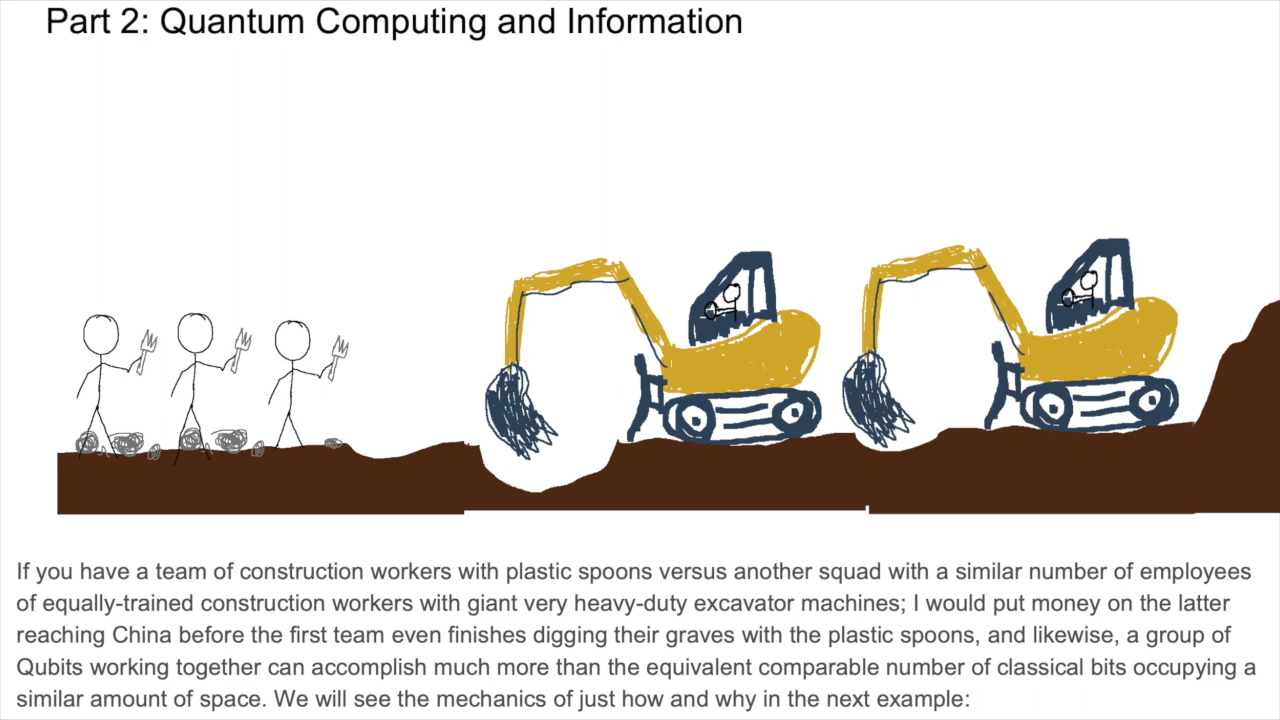 Part 2: Quantum Computing and Information
If you have a team of construction workers with plastic spoons versus another squad with a similar number of employees
of equally-trained construction workers with giant very heavy-duty excavator machines; I would put money on the latter
reaching China before the first team even finishes digging their graves with the plastic spoons, and likewise, a group of
Qubits working together can accomplish much more than the equivalent comparable number of classical bits occupying a
similar amount of space. We will see the mechanics of just how and why in the next example: